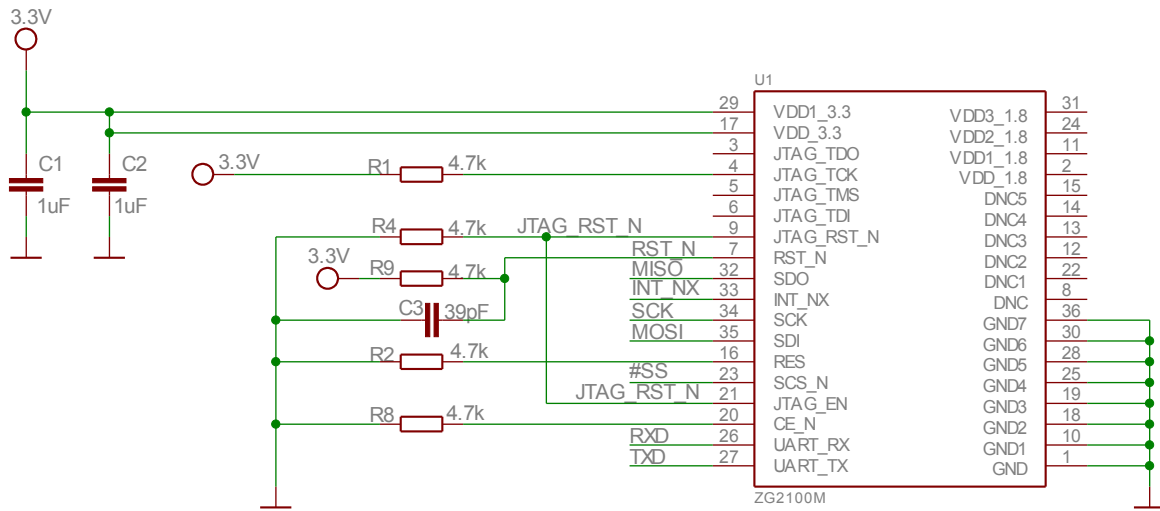 3.3V
U1
29 VDD1_3.3 VDD3_1.8 31
17 VDD_3.3 VDD2_1.8 24
3 JTAG_TDO VDD1_1.8 11
C1 C2 3.3V R1 4.7k 4 JTAG_TCK VDD_1.8 2
1uF 1uF 5 JTAG_TMS DNC5 15
6 JTAG_TDI DNC4 14
R4 4.7k JTAG_RST_N 9 JTAG_RST_N DNC3 13
3.3V RST_N 7 RST_N DNC2 12
R9 4.7k MISO 32 SDO DNC1 22
INT_NX 33 INT_NX DNC 8
C3 39pF SCK 34 SCK GND7 36
MOSI 35 SDI GND6 30
R2 4.7k 16 RES GND5 28
#SS 23 SCS_N GND4 25
JTAG_RST_N 21 JTAG_EN GND3 19
R8 4.7k 20 CE_N GND2 18
RXD 26 UART_RX GND1 10
TXD 27 UART_TX GND 1
ZG2100M